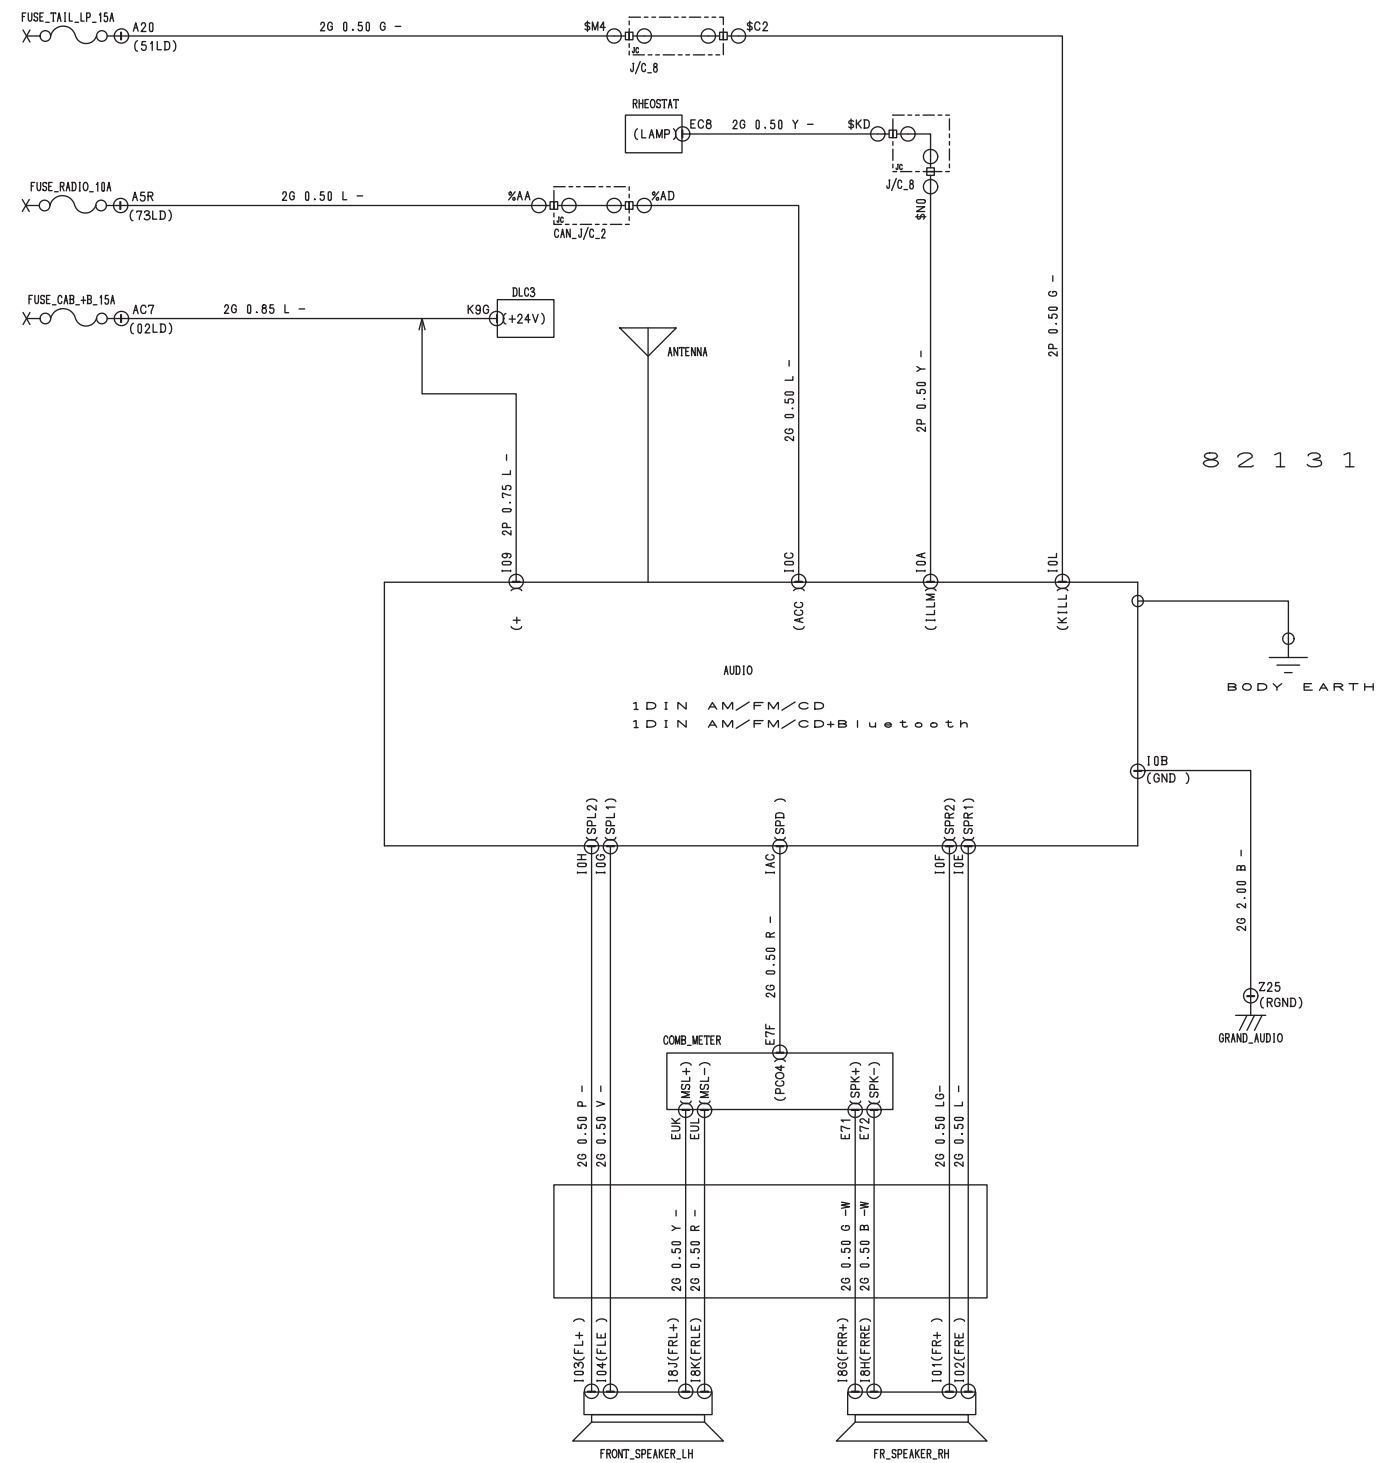 FUSE_TAIL_LP_15A
A20
(51LD)
2G 0.50 G -
$M4
$C2
JC
J/C_8
RHEOSTAT
(LAMP)
EC8
2G 0.50 Y -
$KD
JC
J/C_8
$N0
FUSE_RADIO_10A
A5R
(73LD)
2G 0.50 L -
%AA
%AD
JC
CAN_J/C_2
FUSE_CAB_+B_15A
AC7
(02LD)
2G 0.85 L -
K9G
DLC3
(+24V)
ANTENNA
2P 0.75 L -
2G 0.50 L -
2P 0.50 Y -
2P 0.50 G -
82131
I09
I0C
I0A
I0L
(+ )
(ACC )
(ILLM)
(KILL)
BODY EARTH
AUDIO
1DIN AM/FM/CD
1DIN AM/FM/CD+Bluetooth
I0B
(GND )
(SPL2)
(SPL1)
(SPD )
(SPR2)
(SPR1)
I0H
I0G
IAC
I0F
I0E
2G 2.00 B -
2G 0.50 R -
Z25
(RGND)
GRAND_AUDIO
E7F
COMB_METER
(MSL+)
(MSL-)
(PCO4)
(SPK+)
(SPK-)
EUK
EUL
E71
E72
2G 0.50 P -
2G 0.50 V -
2G 0.50 LG-
2G 0.50 L -
2G 0.50 Y -
2G 0.50 R -
2G 0.50 G -W
2G 0.50 B -W
I03(FL+ )
I04(FLE )
I8J(FRL+)
I8K(FRLE)
I8G(FRR+)
I8H(FRRE)
I01(FR+ )
I02(FRE )
FRONT_SPEAKER_LH
FR_SPEAKER_RH